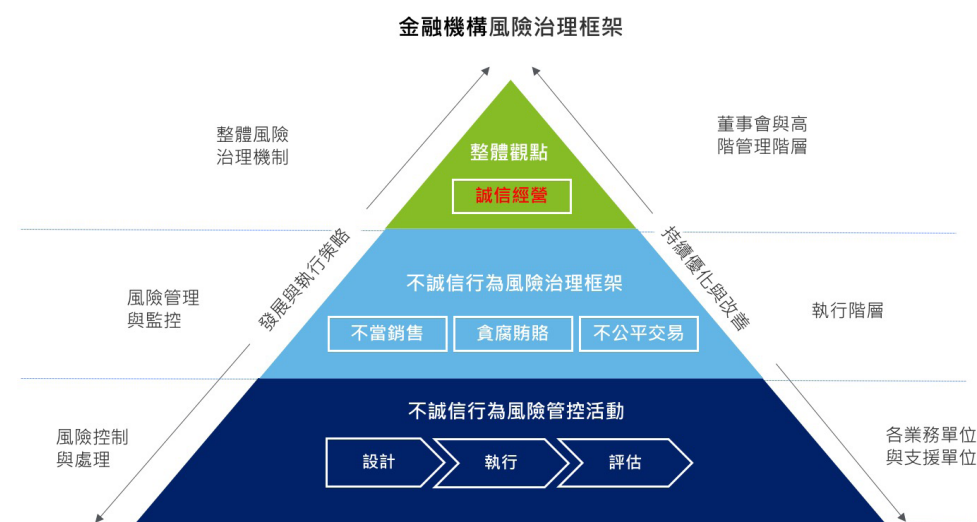 金融機構風險治理框架
整體風險
治理機制
董事會與高
階管理階層
整體觀點
誠信經營
發展與執行策略
持續優化與改善
風險管理
與監控
不誠信行為風險治理框架
不當銷售
貪腐賄賂
不公平交易
執行階層
風險控制
與處理
不誠信行為風險管控活動
設計
執行
評估
各業務單位
與支援單位